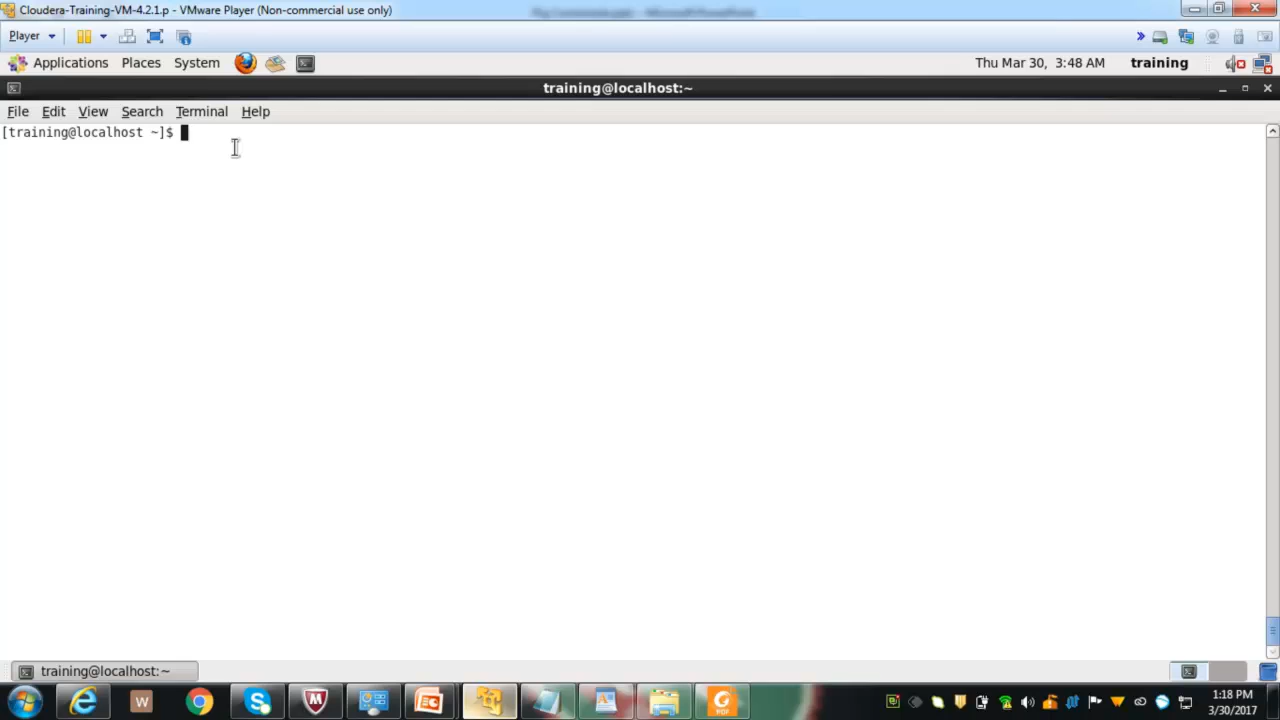 Cloudera-Training-VM-4.2.1.p - VMware Player (Non-commercial use only)
Player
Applications Places System Thu Mar 30, 3:48 AM training
training@localhost:~
File Edit View Search Terminal Help
[training@localhost ~]$
training@localhost:~
W
PDF
1:18 PM
3/30/2017